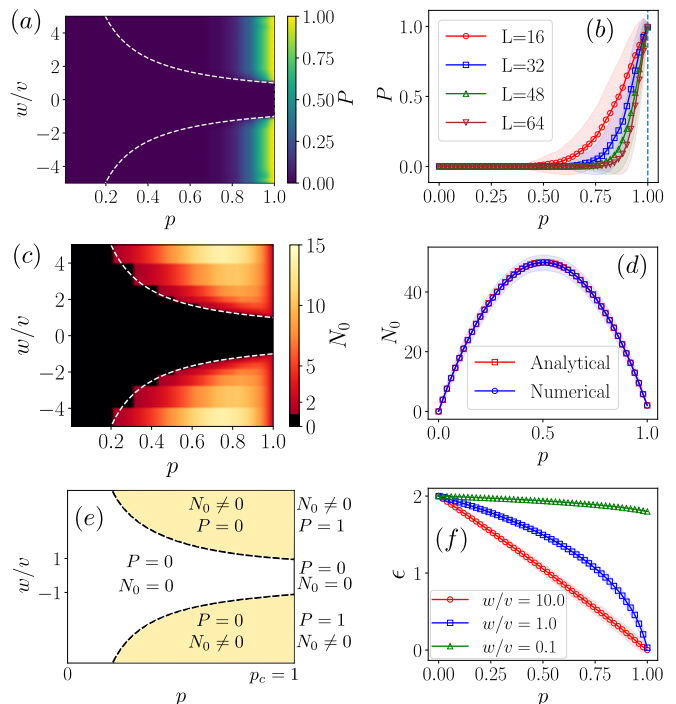 (a)
4
2
0
−2
−4
w/v
0.2 0.4 0.6 0.8 1.0
p
1.00
0.75
0.50
0.25
0.00
P
(b)
L=16
L=32
L=48
L=64
1.0
0.5
0.0
P
0.00 0.25 0.50 0.75 1.00
p
(c)
4
2
0
−2
−4
w/v
0.2 0.4 0.6 0.8 1.0
p
15
10
5
1
0
N₀
(d)
Analytical
Numerical
40
20
0
N₀
0.0 0.5 1.0
p
(e)
N₀ ≠ 0
P = 0
N₀ ≠ 0
P = 1
P = 0
N₀ = 0
P = 0
N₀ = 0
P = 0
N₀ ≠ 0
P = 1
N₀ ≠ 0
1
−1
w/v
0
p_c = 1
p
(f)
w/v = 10.0
w/v = 1.0
w/v = 0.1
2
1
0
ϵ
0.00 0.25 0.50 0.75 1.00
p